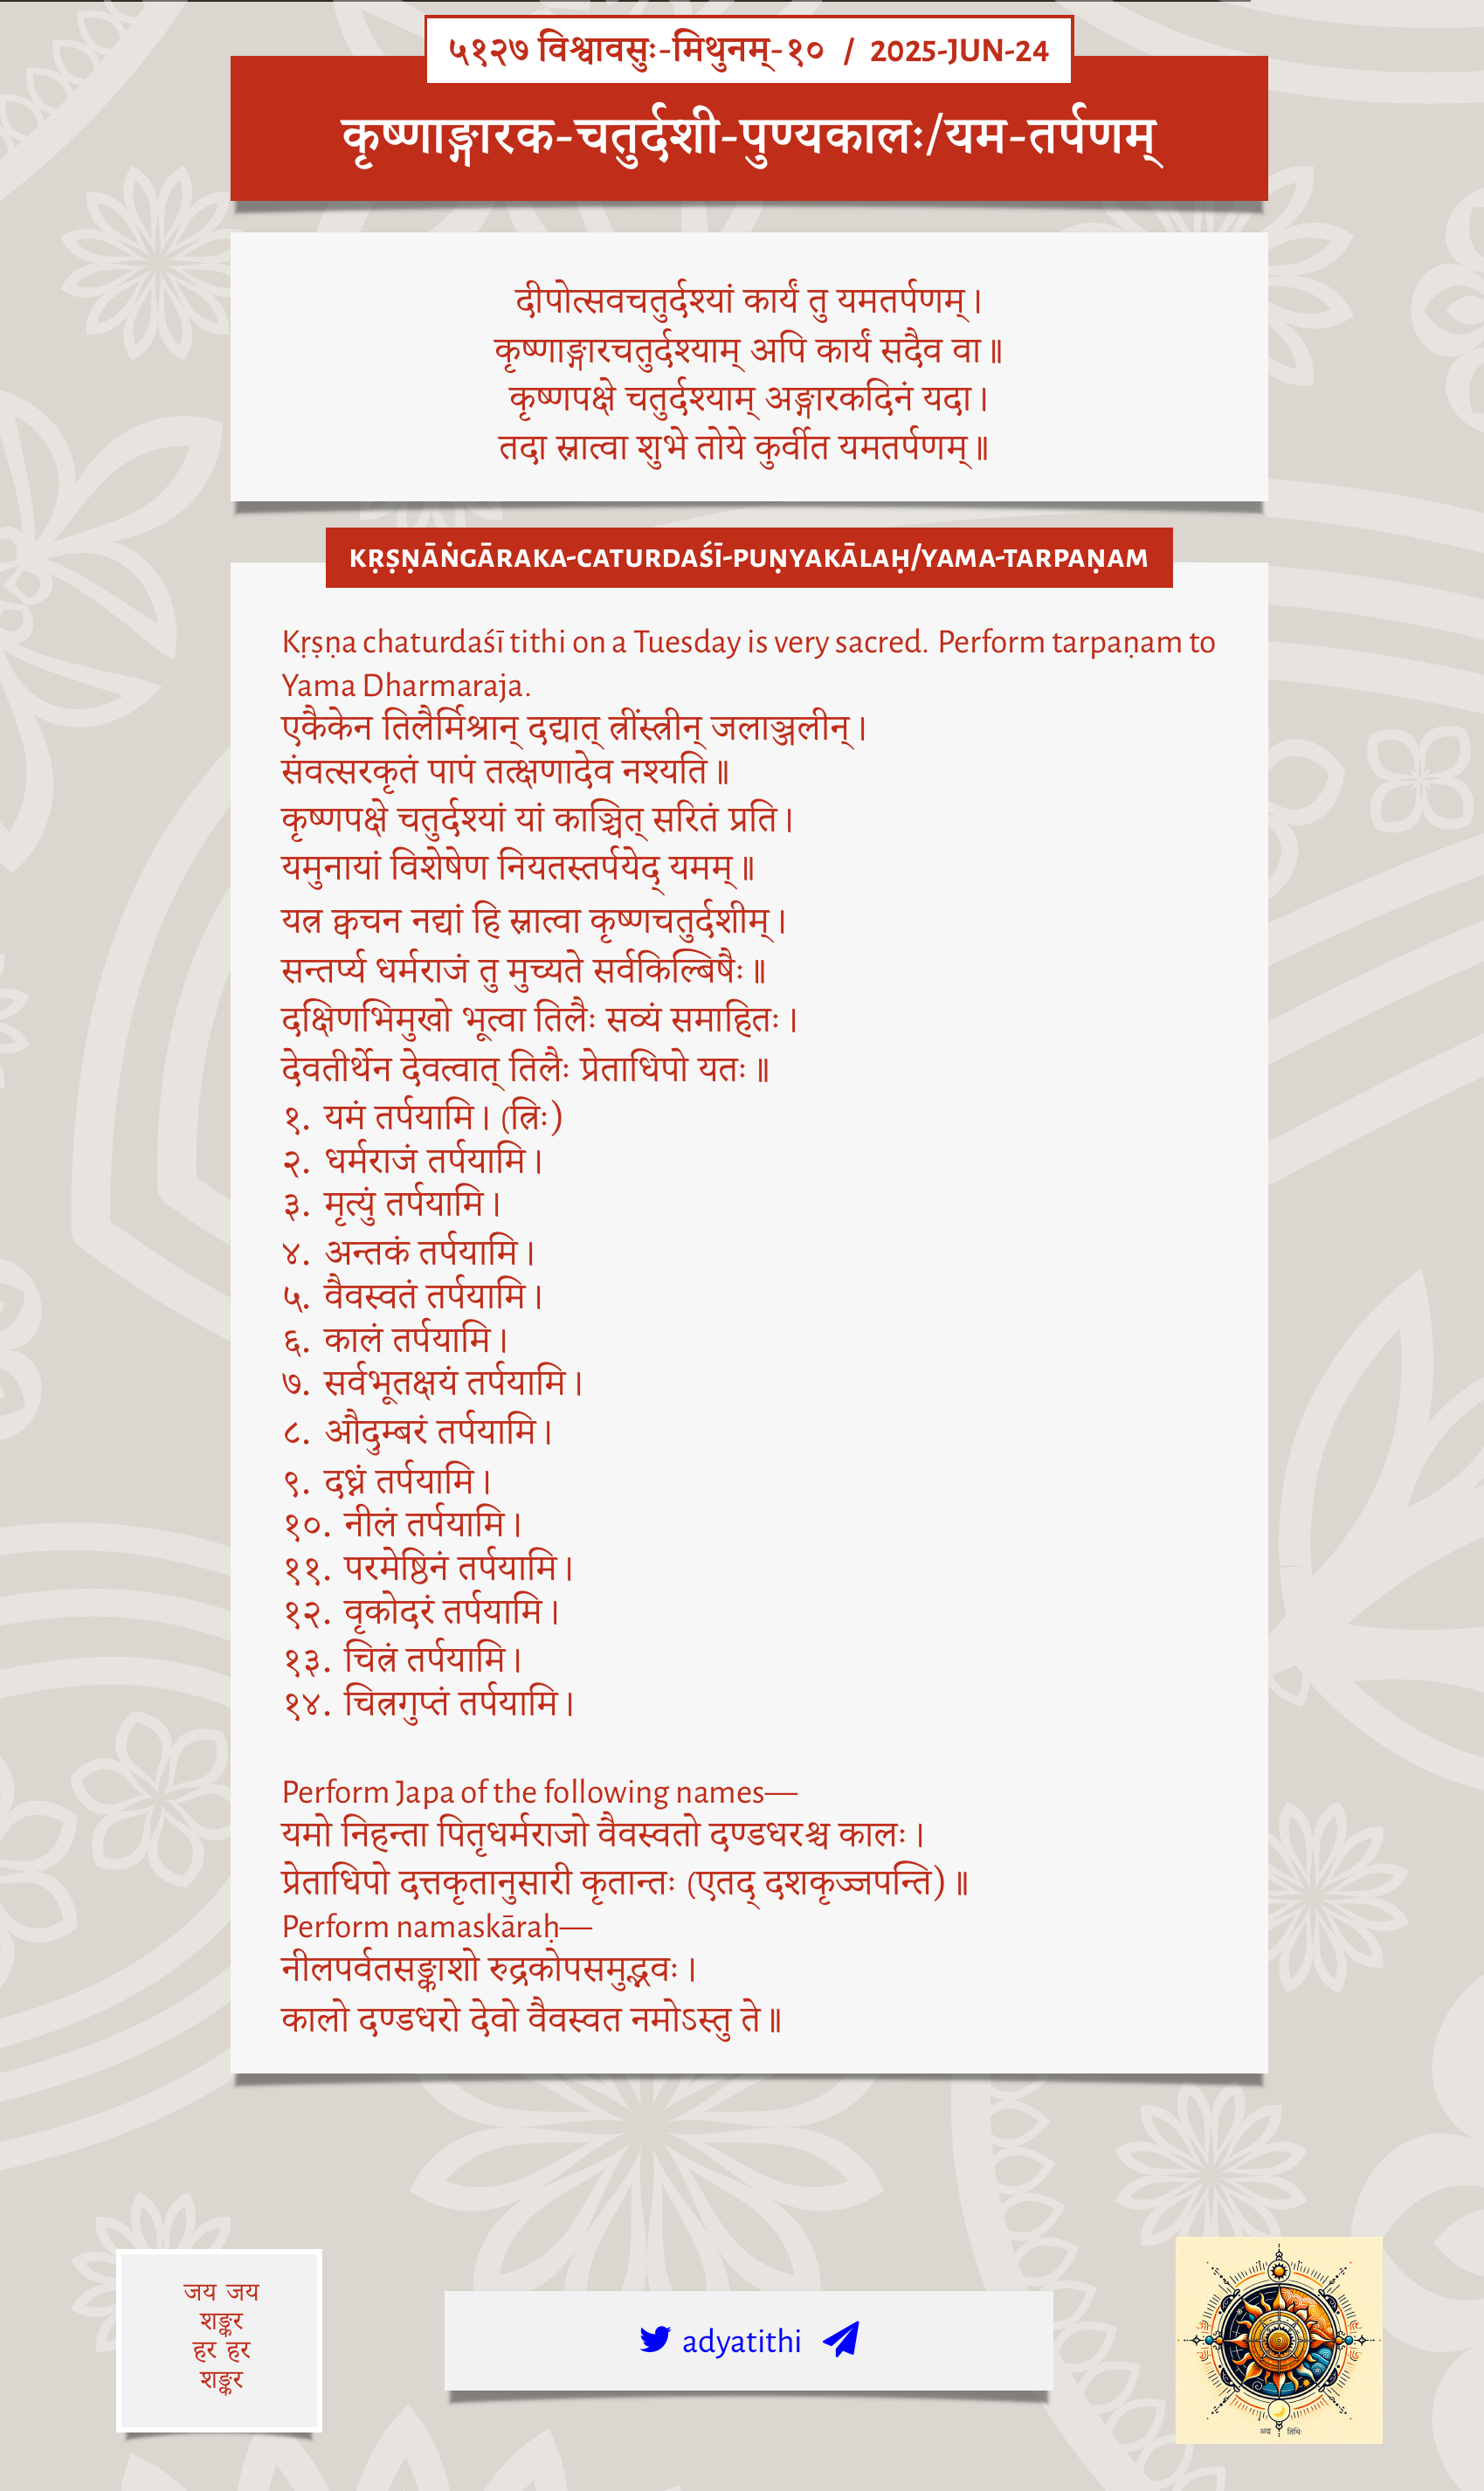 ५१२७ विश्वावसुः-मिथुनम्-१० / 2025-JUN-24
कृष्णाङ्गारक-चतुर्दशी-पुण्यकालः/यम-तर्पणम्
दीपोत्सवचतुर्दश्यां कार्यं तु यमतर्पणम्।
कृष्णाङ्गारचतुर्दश्याम् अपि कार्यं सदैव वा॥
कृष्णपक्षे चतुर्दश्याम् अङ्गारकदिनं यदा।
तदा स्नात्वा शुभे तोये कुर्वीत यमतर्पणम्॥
KṚṢṆĀṄGĀRAKA-CATURDAŚĪ-PUṆYAKĀLAḤ/YAMA-TARPAṆAM
Kṛṣṇa chaturdaśī tithi on a Tuesday is very sacred. Perform tarpaṇam to
Yama Dharmaraja.
एकैकेन तिलैर्मिश्रान् दद्यात् त्रींस्त्रीन् जलाञ्जलीन्।
संवत्सरकृतं पापं तत्क्षणादेव नश्यति॥
कृष्णपक्षे चतुर्दश्यां यां काञ्चित् सरितं प्रति।
यमुनायां विशेषेण नियतस्तर्पयेद् यमम्॥
यत्र क्वचन नद्यां हि स्नात्वा कृष्णचतुर्दशीम्।
सन्तर्प्य धर्मराजं तु मुच्यते सर्वकिल्बिषैः॥
दक्षिणभिमुखो भूत्वा तिलैः सव्यं समाहितः।
देवतीर्थेन देवत्वात् तिलैः प्रेताधिपो यतः॥
१. यमं तर्पयामि। (त्रिः)
२. धर्मराजं तर्पयामि।
३. मृत्युं तर्पयामि।
४. अन्तकं तर्पयामि।
५. वैवस्वतं तर्पयामि।
६. कालं तर्पयामि।
७. सर्वभूतक्षयं तर्पयामि।
८. औदुम्बरं तर्पयामि।
९. दध्नं तर्पयामि।
१०. नीलं तर्पयामि।
११. परमेष्ठिनं तर्पयामि।
१२. वृकोदरं तर्पयामि।
१३. चित्रं तर्पयामि।
१४. चित्रगुप्तं तर्पयामि।
Perform Japa of the following names—
यमो निहन्ता पितृधर्मराजो वैवस्वतो दण्डधरश्च कालः।
प्रेताधिपो दत्तकृतानुसारी कृतान्तः (एतद् दशकृज्जपन्ति)॥
Perform namaskāraḥ—
नीलपर्वतसङ्काशो रुद्रकोपसमुद्भवः।
कालो दण्डधरो देवो वैवस्वत नमोऽस्तु ते॥
जय जय
शङ्कर
हर हर
शङ्कर
adyatithi
अद्य तिथिः